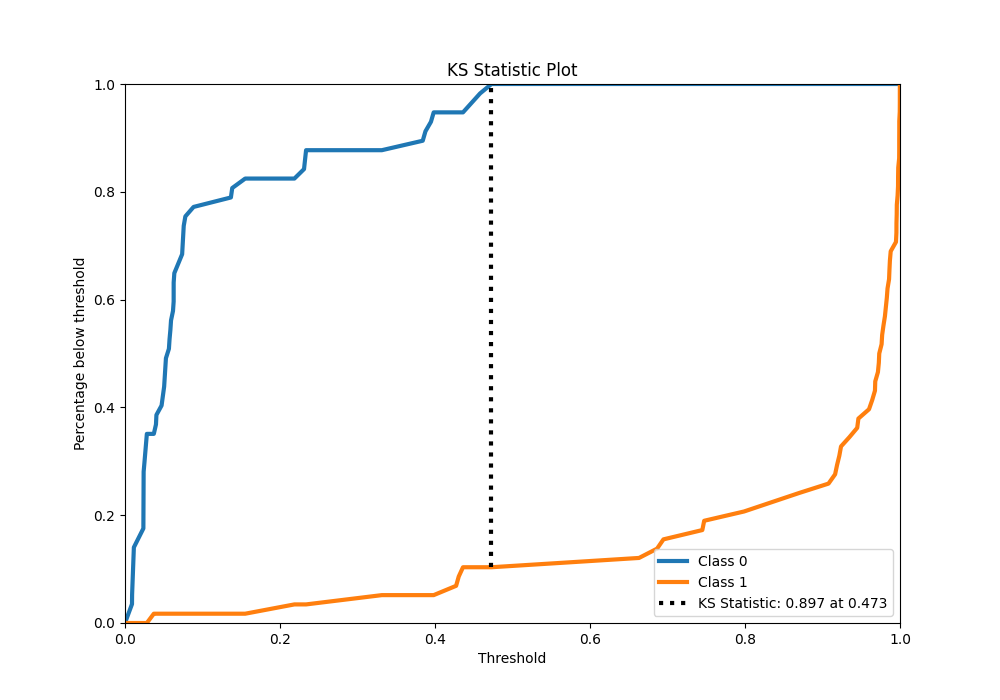 KS Statistic Plot
Percentage below threshold
1.0
0.8
0.6
0.4
0.2
0.0
0.0 0.2 0.4 0.6 0.8 1.0
Threshold
Class 0
Class 1
KS Statistic: 0.897 at 0.473